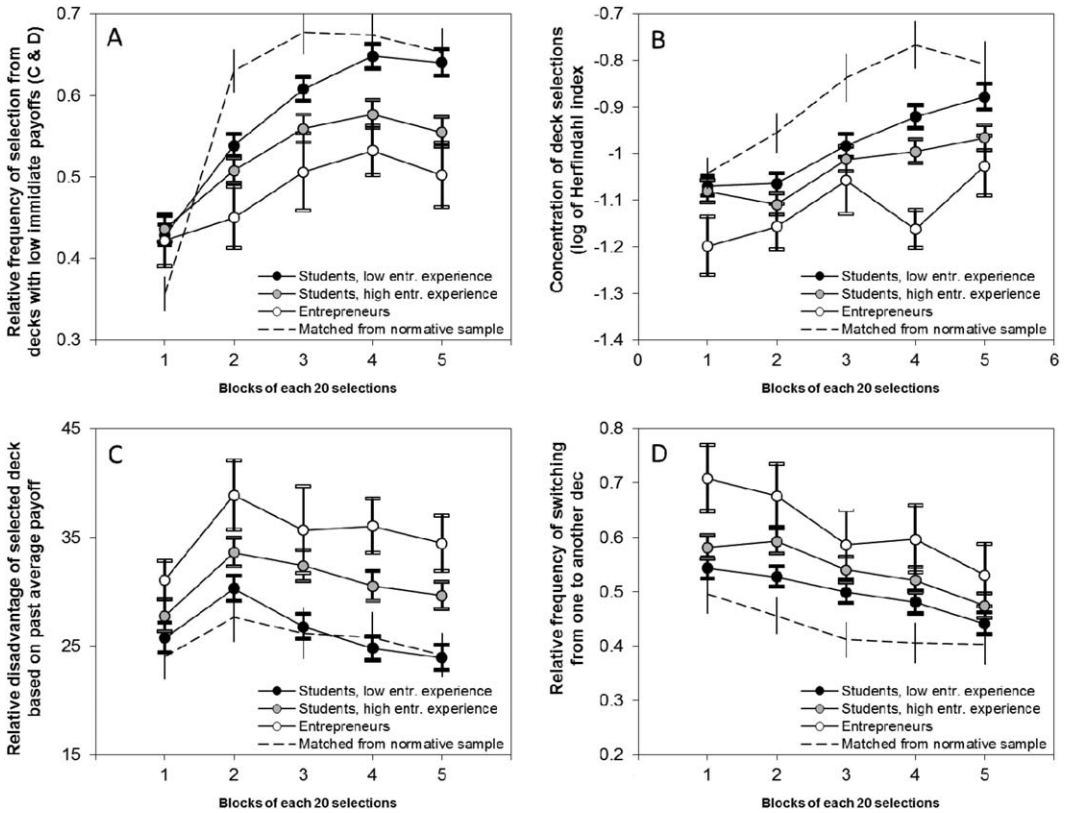 A
Relative frequency of selection from
decks with low immidiate payoffs (C & D)
0.7
0.6
0.5
0.4
0.3
Students, low entr. experience
Students, high entr. experience
Entrepreneurs
Matched from normative sample
1 2 3 4 5
Blocks of each 20 selections
B
Concentration of deck selections
(log of Herfindahl index)
-0.7
-0.8
-0.9
-1
-1.1
-1.2
-1.3
-1.4
Students, low entr. experience
Students, high entr. experience
Entrepreneurs
Matched from normative sample
0 1 2 3 4 5 6
Blocks of each 20 selections
C
Relative disadvantage of selected deck
based on past average payoff
45
35
25
15
Students, low entr. experience
Students, high entr. experience
Entrepreneurs
Matched from normative sample
1 2 3 4 5
Blocks of each 20 selections
D
Relative frequency of switching
from one to another dec
0.8
0.7
0.6
0.5
0.4
0.3
0.2
Students, low entr. experience
Students, high entr. experience
Entrepreneurs
Matched from normative sample
1 2 3 4 5
Blocks of each 20 selections